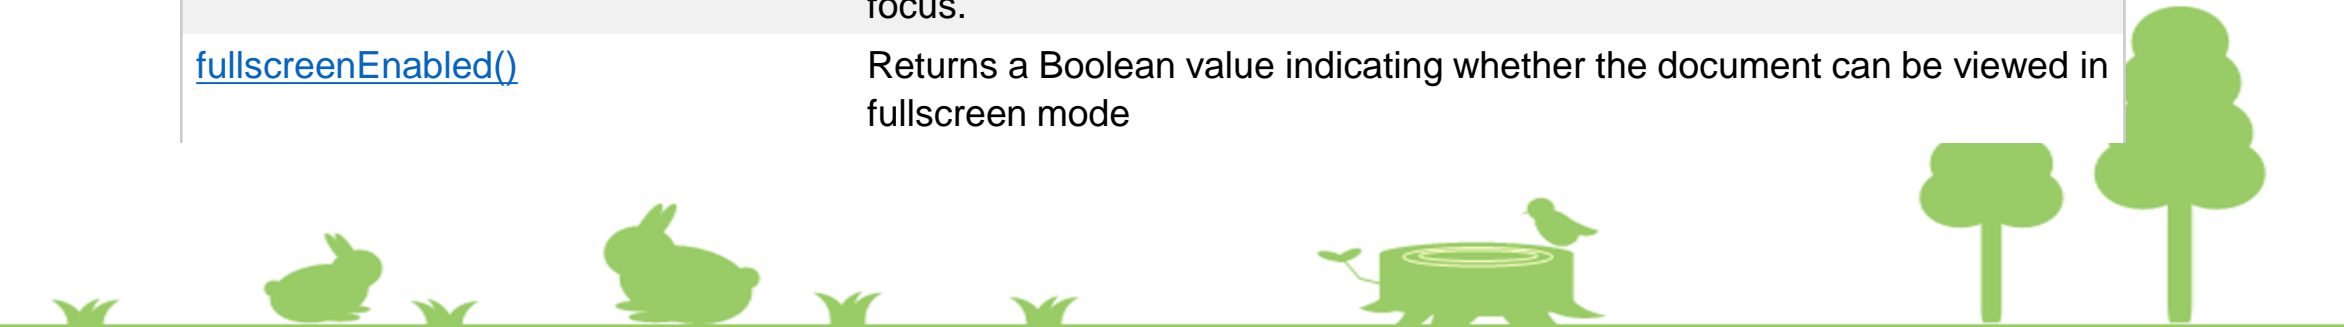 focus.
fullscreenEnabled()
Returns a Boolean value indicating whether the document can be viewed in
fullscreen mode